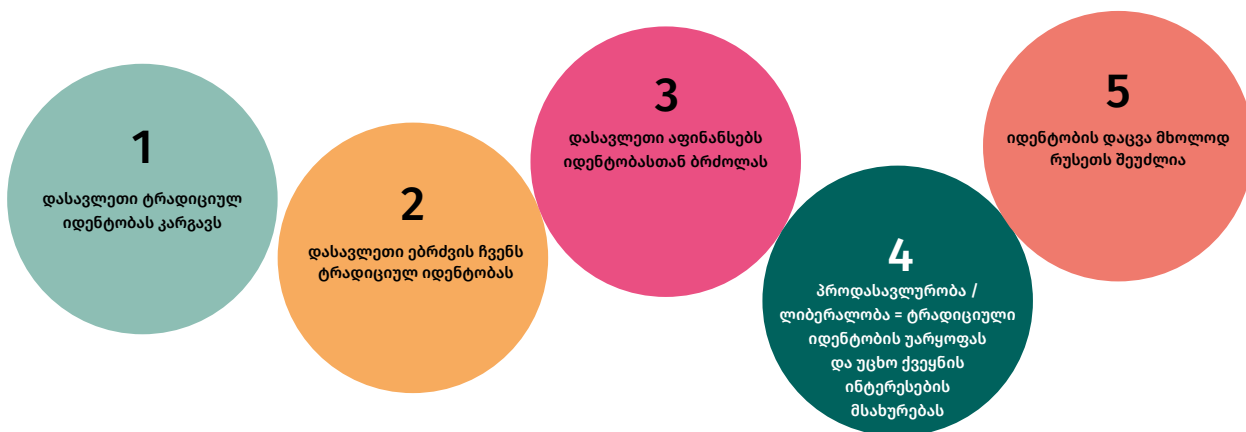 1
დასავლეთი ტრადიციულ
იდენტობას კარგავს
2
დასავლეთი ებრძვის ჩვენს
ტრადიციულ იდენტობას
3
დასავლეთი აფინანსებს
იდენტობასთან ბრძოლას
4
პროდასავლურობა /
ლიბერალობა = ტრადიციული
იდენტობის უარყოფას
და უცხო ქვეყნის
ინტერესების
მსახურებას
5
იდენტობის დაცვა მხოლოდ
რუსეთს შეუძლია